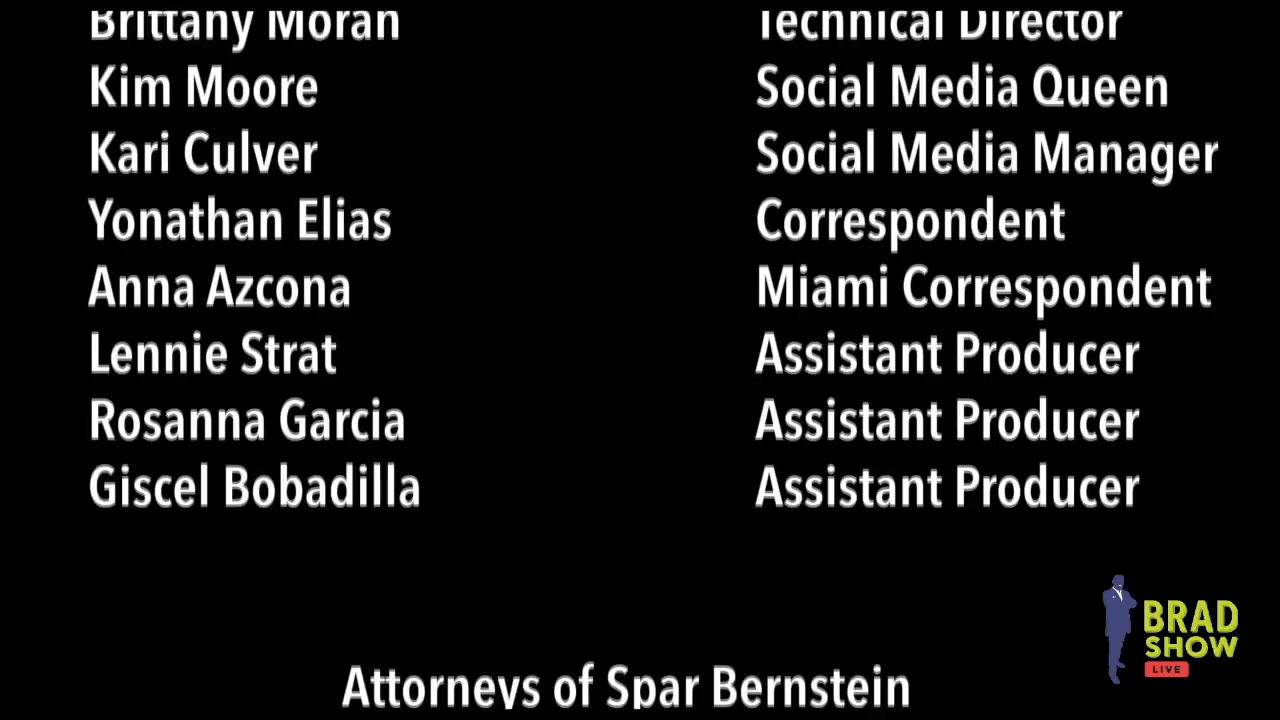 Brittany Moran Technical Director
Kim Moore Social Media Queen
Kari Culver Social Media Manager
Yonathan Elias Correspondent
Anna Azcona Miami Correspondent
Lennie Strat Assistant Producer
Rosanna Garcia Assistant Producer
Giscel Bobadilla Assistant Producer
BRAD
SHOW
LIVE
Attorneys of Spar Bernstein